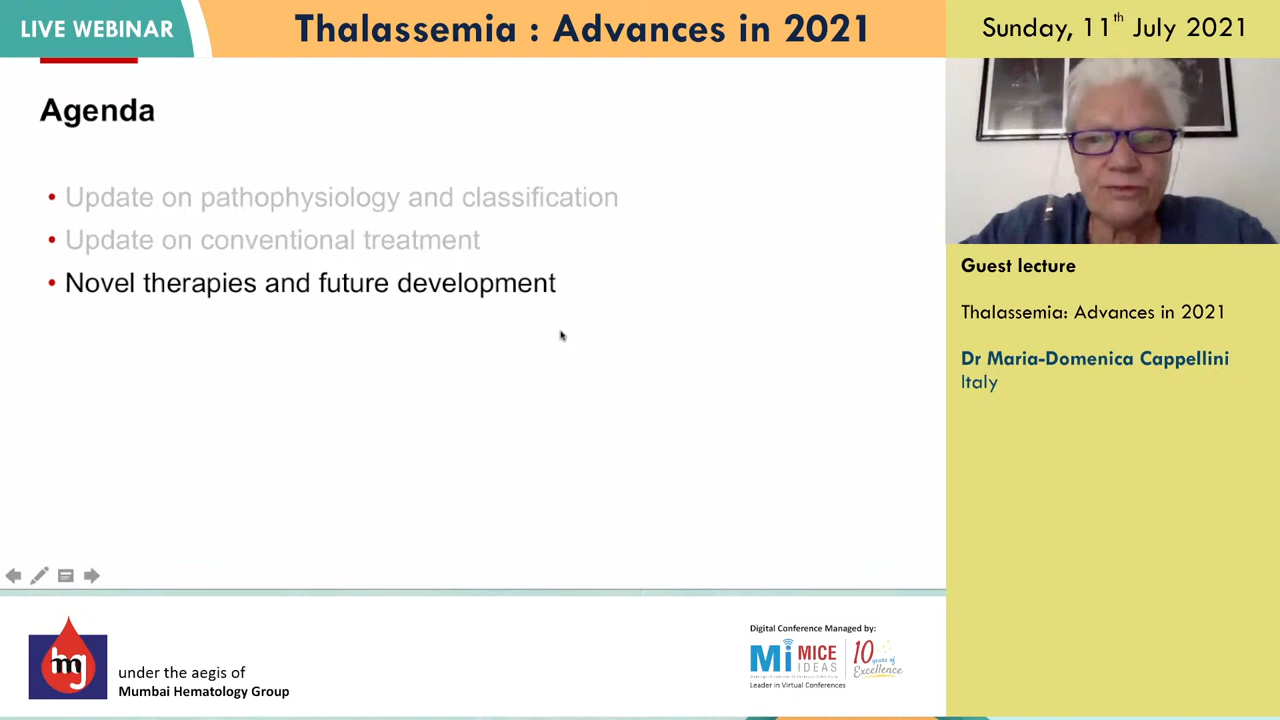 LIVE WEBINAR
Thalassemia : Advances in 2021
Sunday, 11th July 2021
Agenda
• Update on pathophysiology and classification
• Update on conventional treatment
• Novel therapies and future development
Guest lecture
Thalassemia: Advances in 2021
Dr Maria-Domenica Cappellini
Italy
hg
under the aegis of
Mumbai Hematology Group
Digital Conference Managed by:
Mi MICE IDEAS
10 years of Excellence
Leader in Virtual Conferences